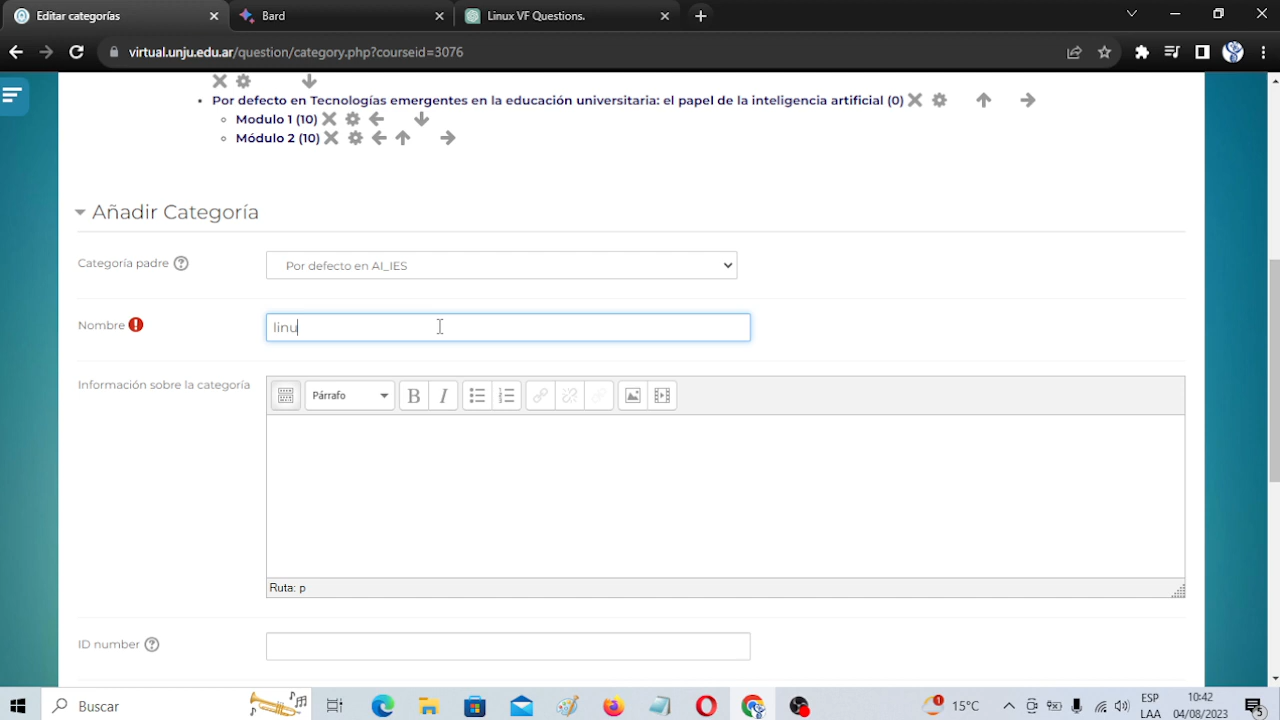 Editar categorías
Bard
Linux VF Questions.
virtual.unju.edu.ar/question/category.php?courseid=3076
Por defecto en Tecnologías emergentes en la educación universitaria: el papel de la inteligencia artificial (0)
Modulo 1 (10)
Módulo 2 (10)
Añadir Categoría
Categoría padre
Por defecto en AI_IES
Nombre
linu
Información sobre la categoría
Párrafo B I
Ruta: p
ID number
Buscar
15°C
ESP
LAA
10:42
04/08/2023
5